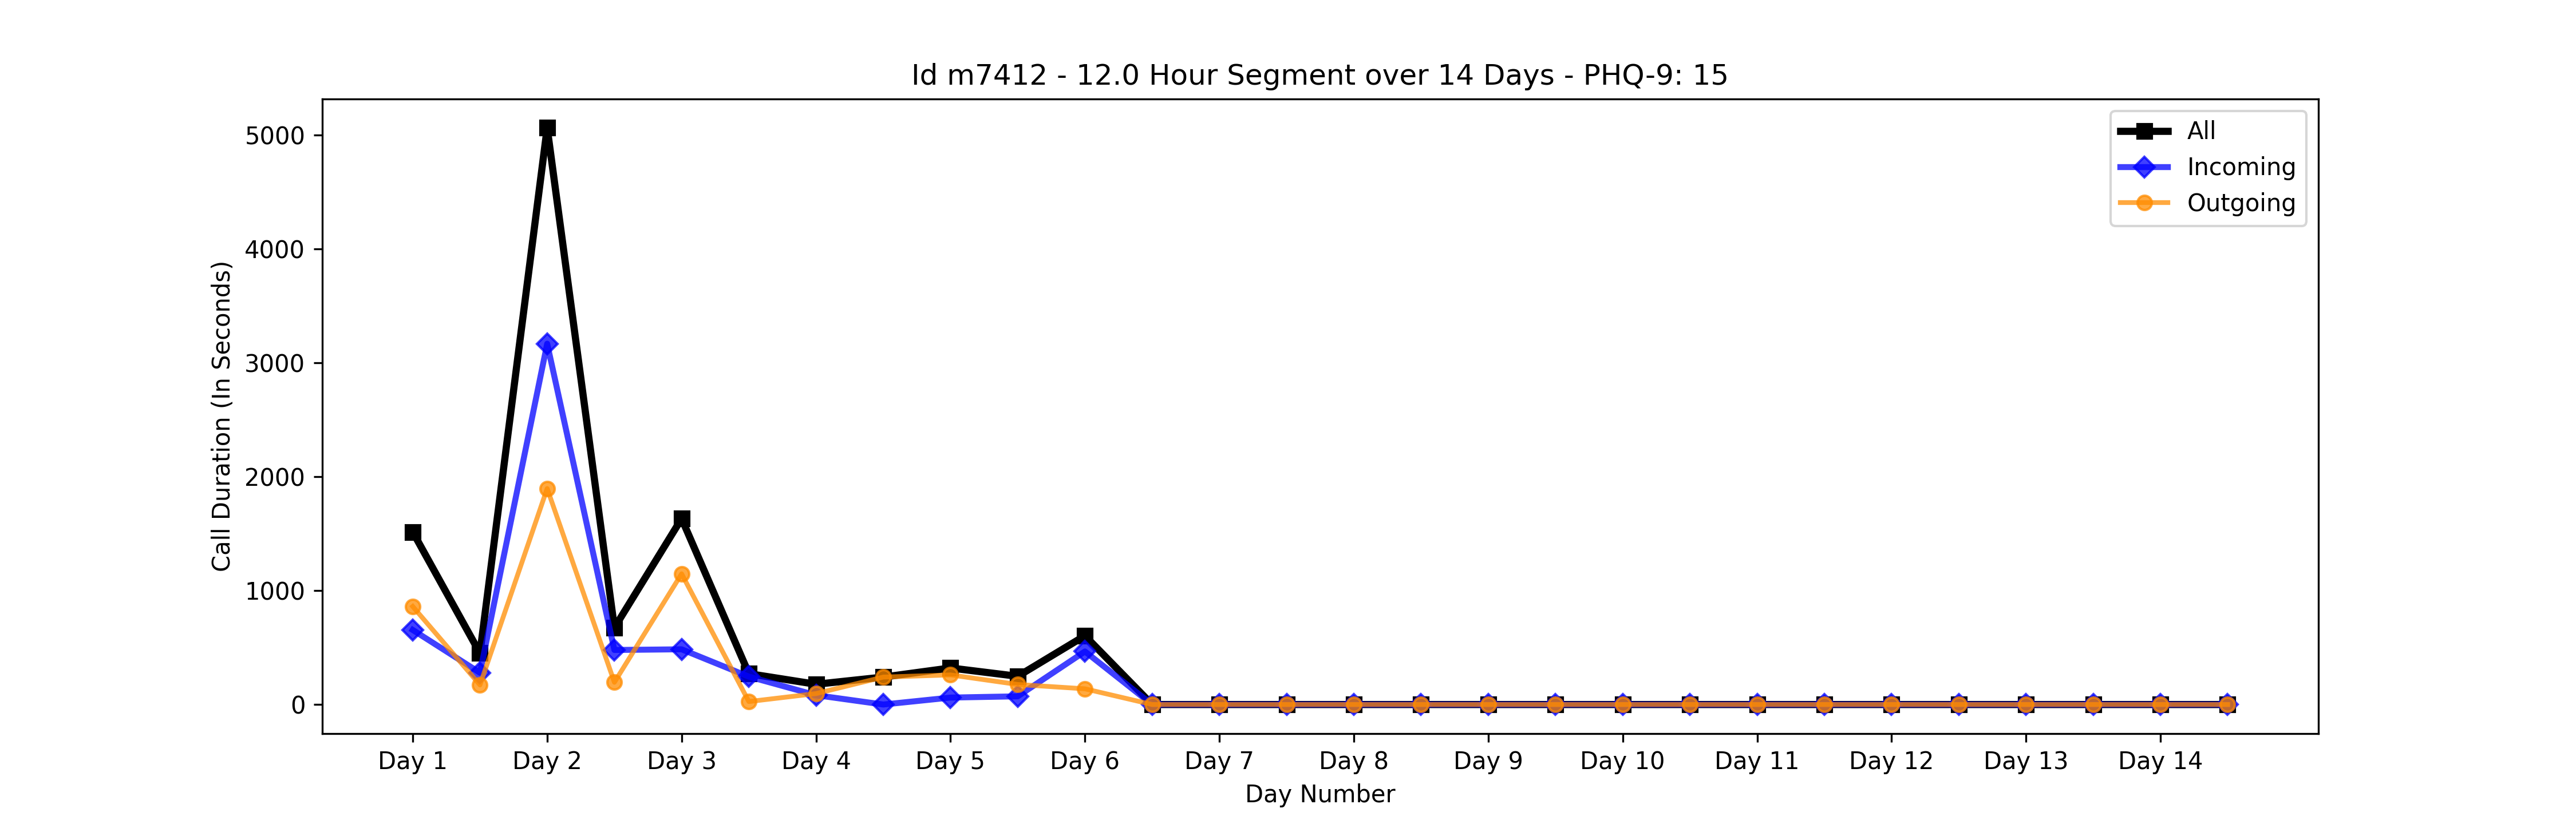 Id m7412 - 12.0 Hour Segment over 14 Days - PHQ-9: 15
All
Incoming
Outgoing
Call Duration (In Seconds)
5000
4000
3000
2000
1000
0
Day 1 Day 2 Day 3 Day 4 Day 5 Day 6 Day 7 Day 8 Day 9 Day 10 Day 11 Day 12 Day 13 Day 14
Day Number